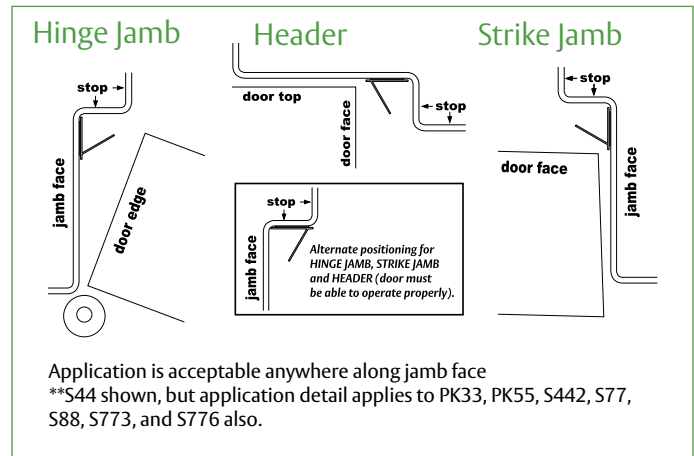 Hinge Jamb
stop
jamb face
door edge
Header
door top
door face
stop
stop
jamb face
Alternate positioning for
HINGE JAMB, STRIKE JAMB
and HEADER (door must
be able to operate properly).
Strike Jamb
stop
door face
jamb face
Application is acceptable anywhere along jamb face
**S44 shown, but application detail applies to PK33, PK55, S442, S77,
S88, S773, and S776 also.